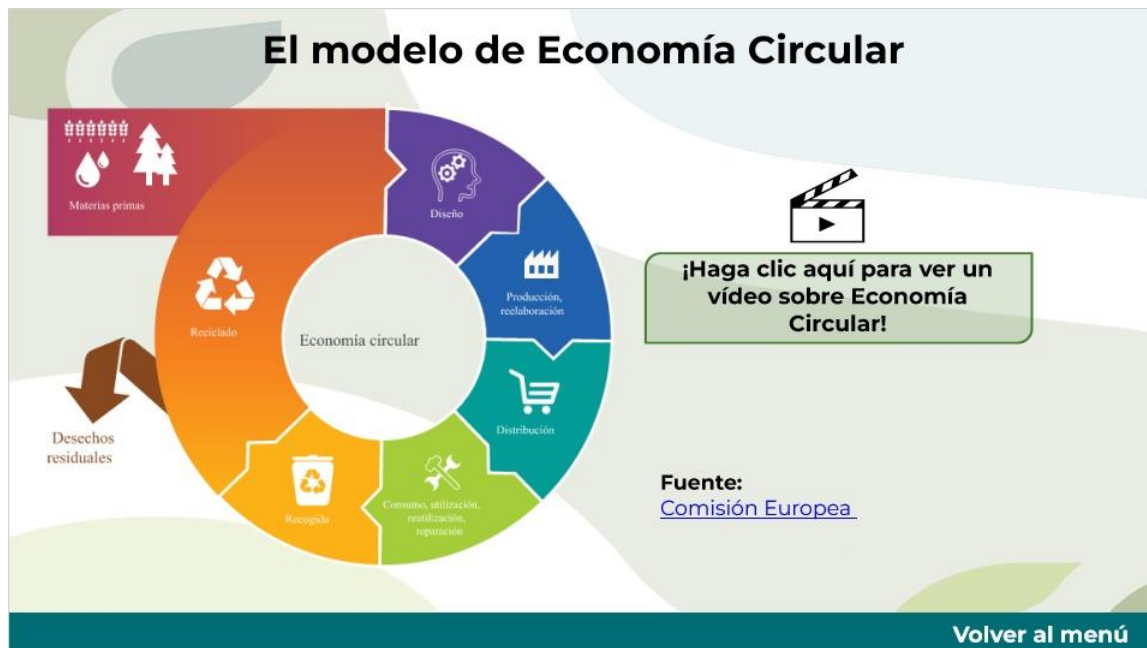 El modelo de Economía Circular
Materias primas
Diseño
Producción,
reelaboración
Distribución
Consumo, utilización,
reutilización,
roparación
Recogida
Reciclado
Desechos
residuales
Economía circular
¡Haga clic aquí para ver un
vídeo sobre Economía
Circular!
Fuente:
Comisión Europea
Volver al menú